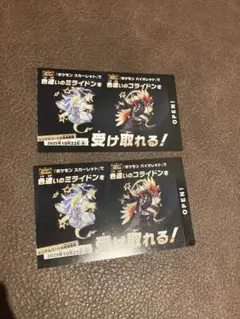 『ポケモン スカーレット』で
色違いのミライドンを
『ポケモン バイオレット』で
色違いのコライドンを
受け取れる!
OPEN!
『ポケモン スカーレット』で
色違いのミライドンを
『ポケモン バイオレット』で
色違いのコライドンを
受け取れる!
OPEN!